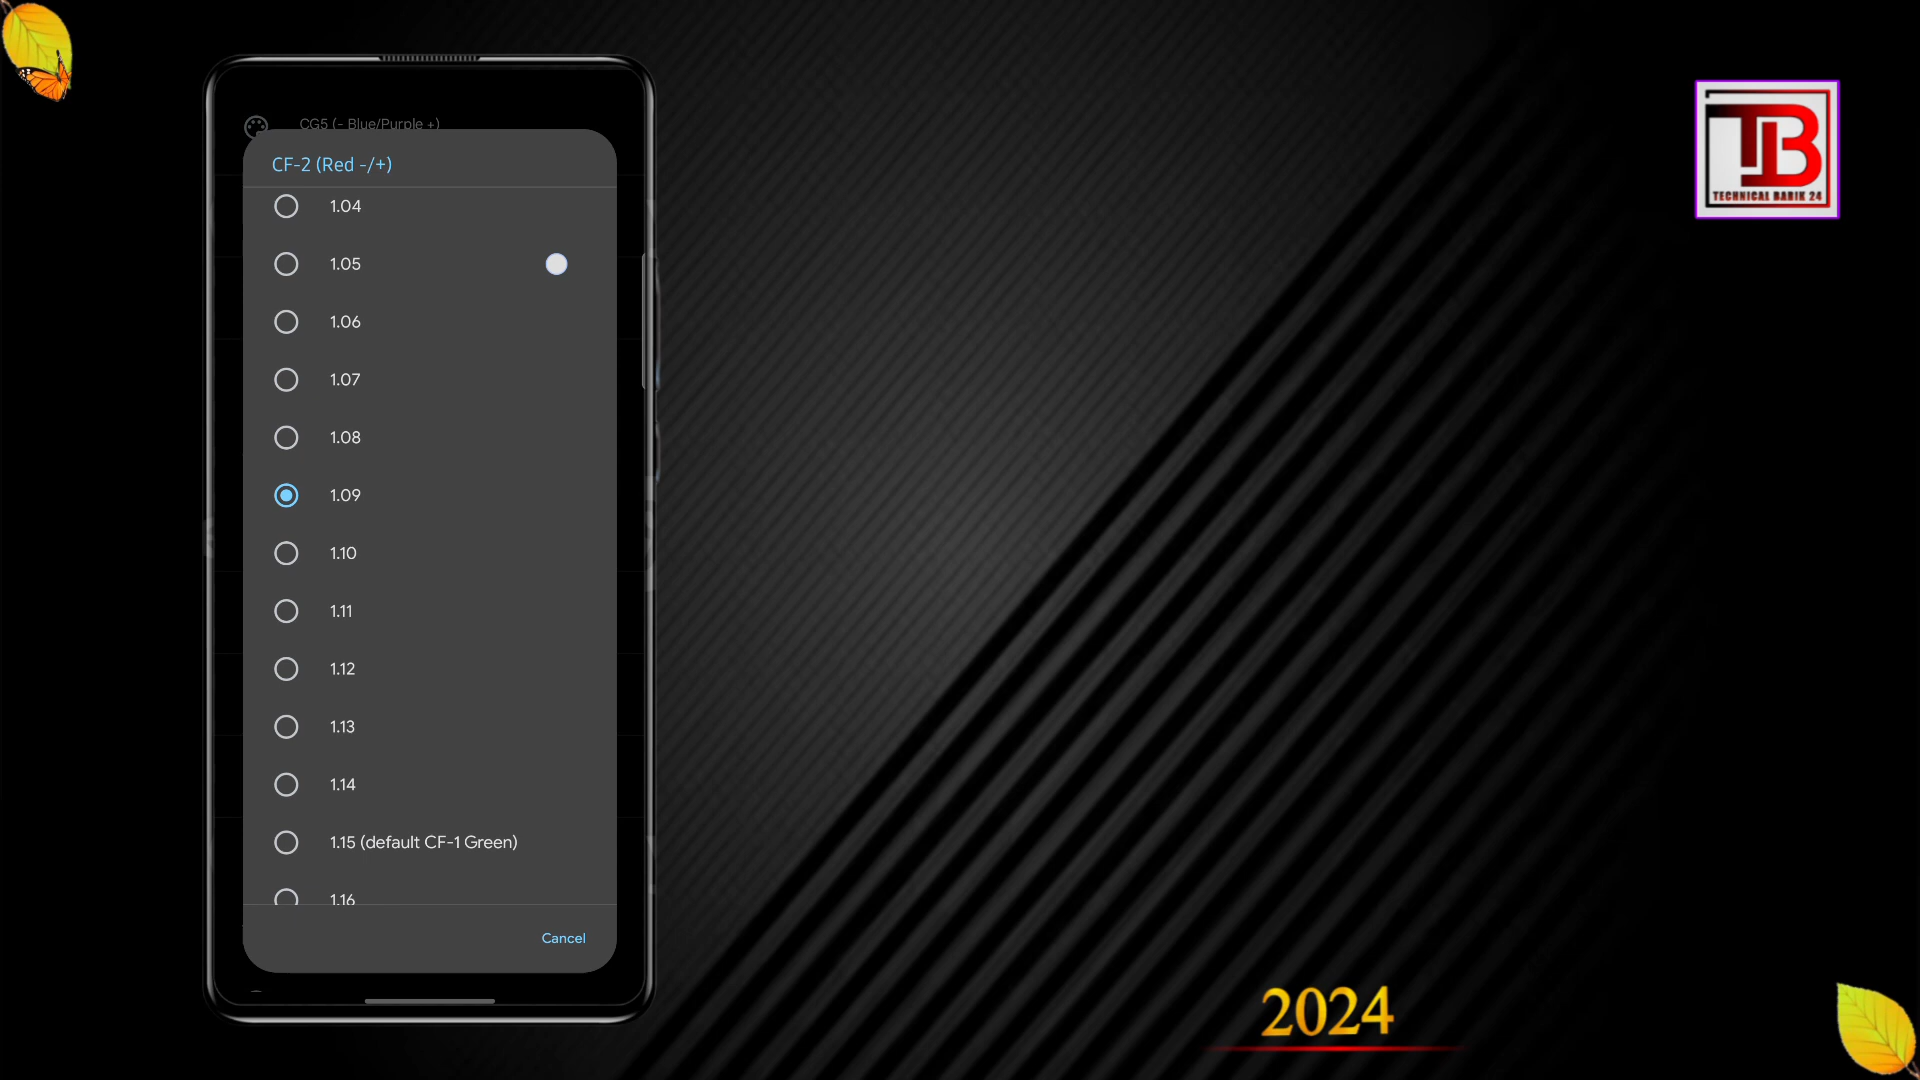 CG5 (- Blue/Purple +)
CF-2 (Red -/+)
1.04
1.05
1.06
1.07
1.08
1.09
1.10
1.11
1.12
1.13
1.14
1.15 (default CF-1 Green)
1.16
Cancel
TB
TECHNICAL BARIK 24
2024